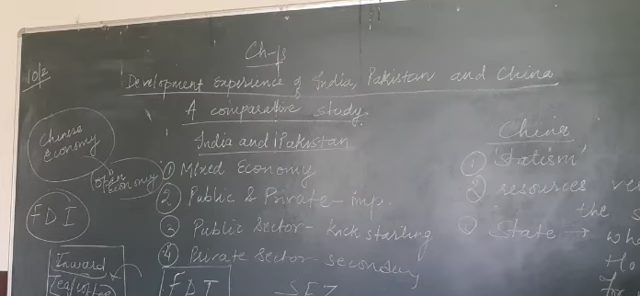 10/2
Ch-
Development Experience of India, Pakistan and China
A comparative study.
India and Pakistan
① Mixed Economy
② Public & Private - imp.
③ Public Sector - kick starting
④ Private Sector secondary
FDI
SEZ
Chinese
Economy
open
economy
FDI
Inward
China
① 'Statism'
② resources
the
③ State →
for